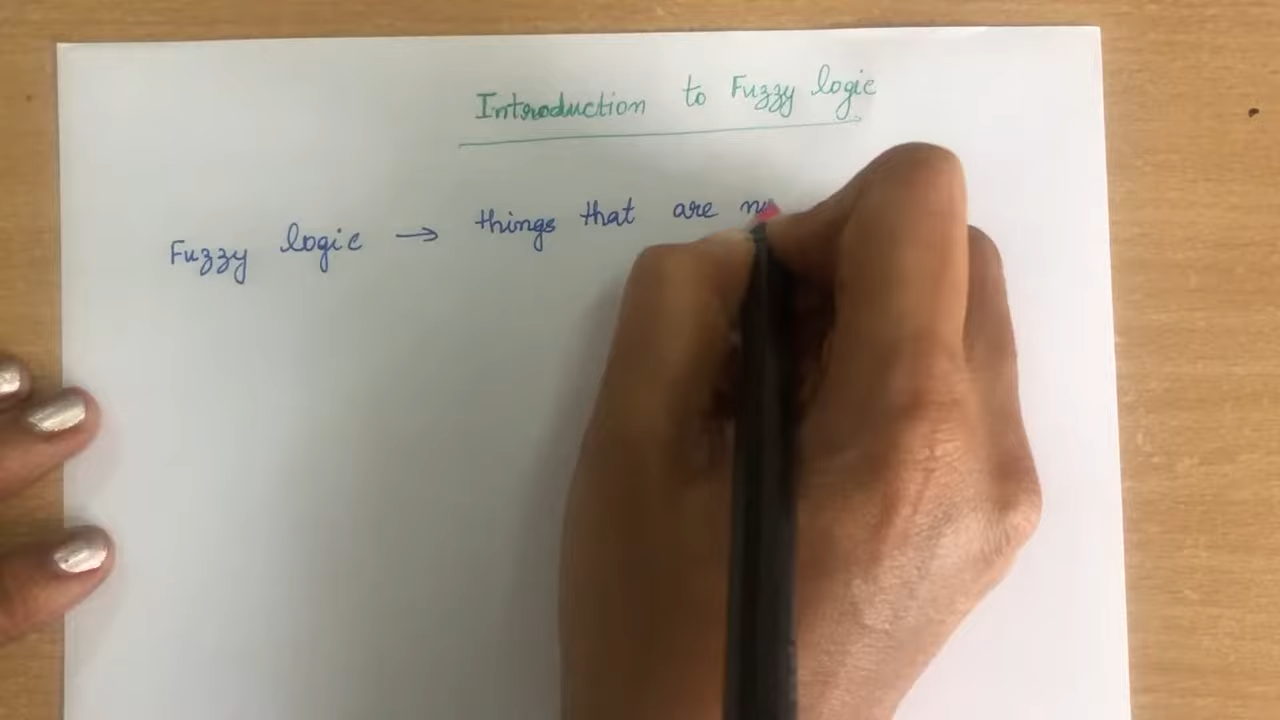 Introduction to Fuzzy logic
Fuzzy logic → things that are